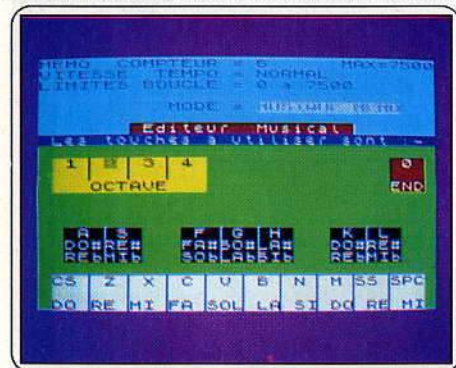 MEMO COMPTEUR = 6 MAX=7500
VITESSE TEMPO = NORMAL
LIMITES BOUCLE = 0 a 7500
MODE =
Editeur Musical
Les touches a utiliser sont :-
1 2 3 4 0
OCTAVE END
A S F G H K L
DO# RE# FA# SO# LA# DO# RE#
REb MIb SOb LAb SIb REb MIb
CS Z X C V B N M SS SPC
DO RE MI FA SOL LA SI DO RE MI